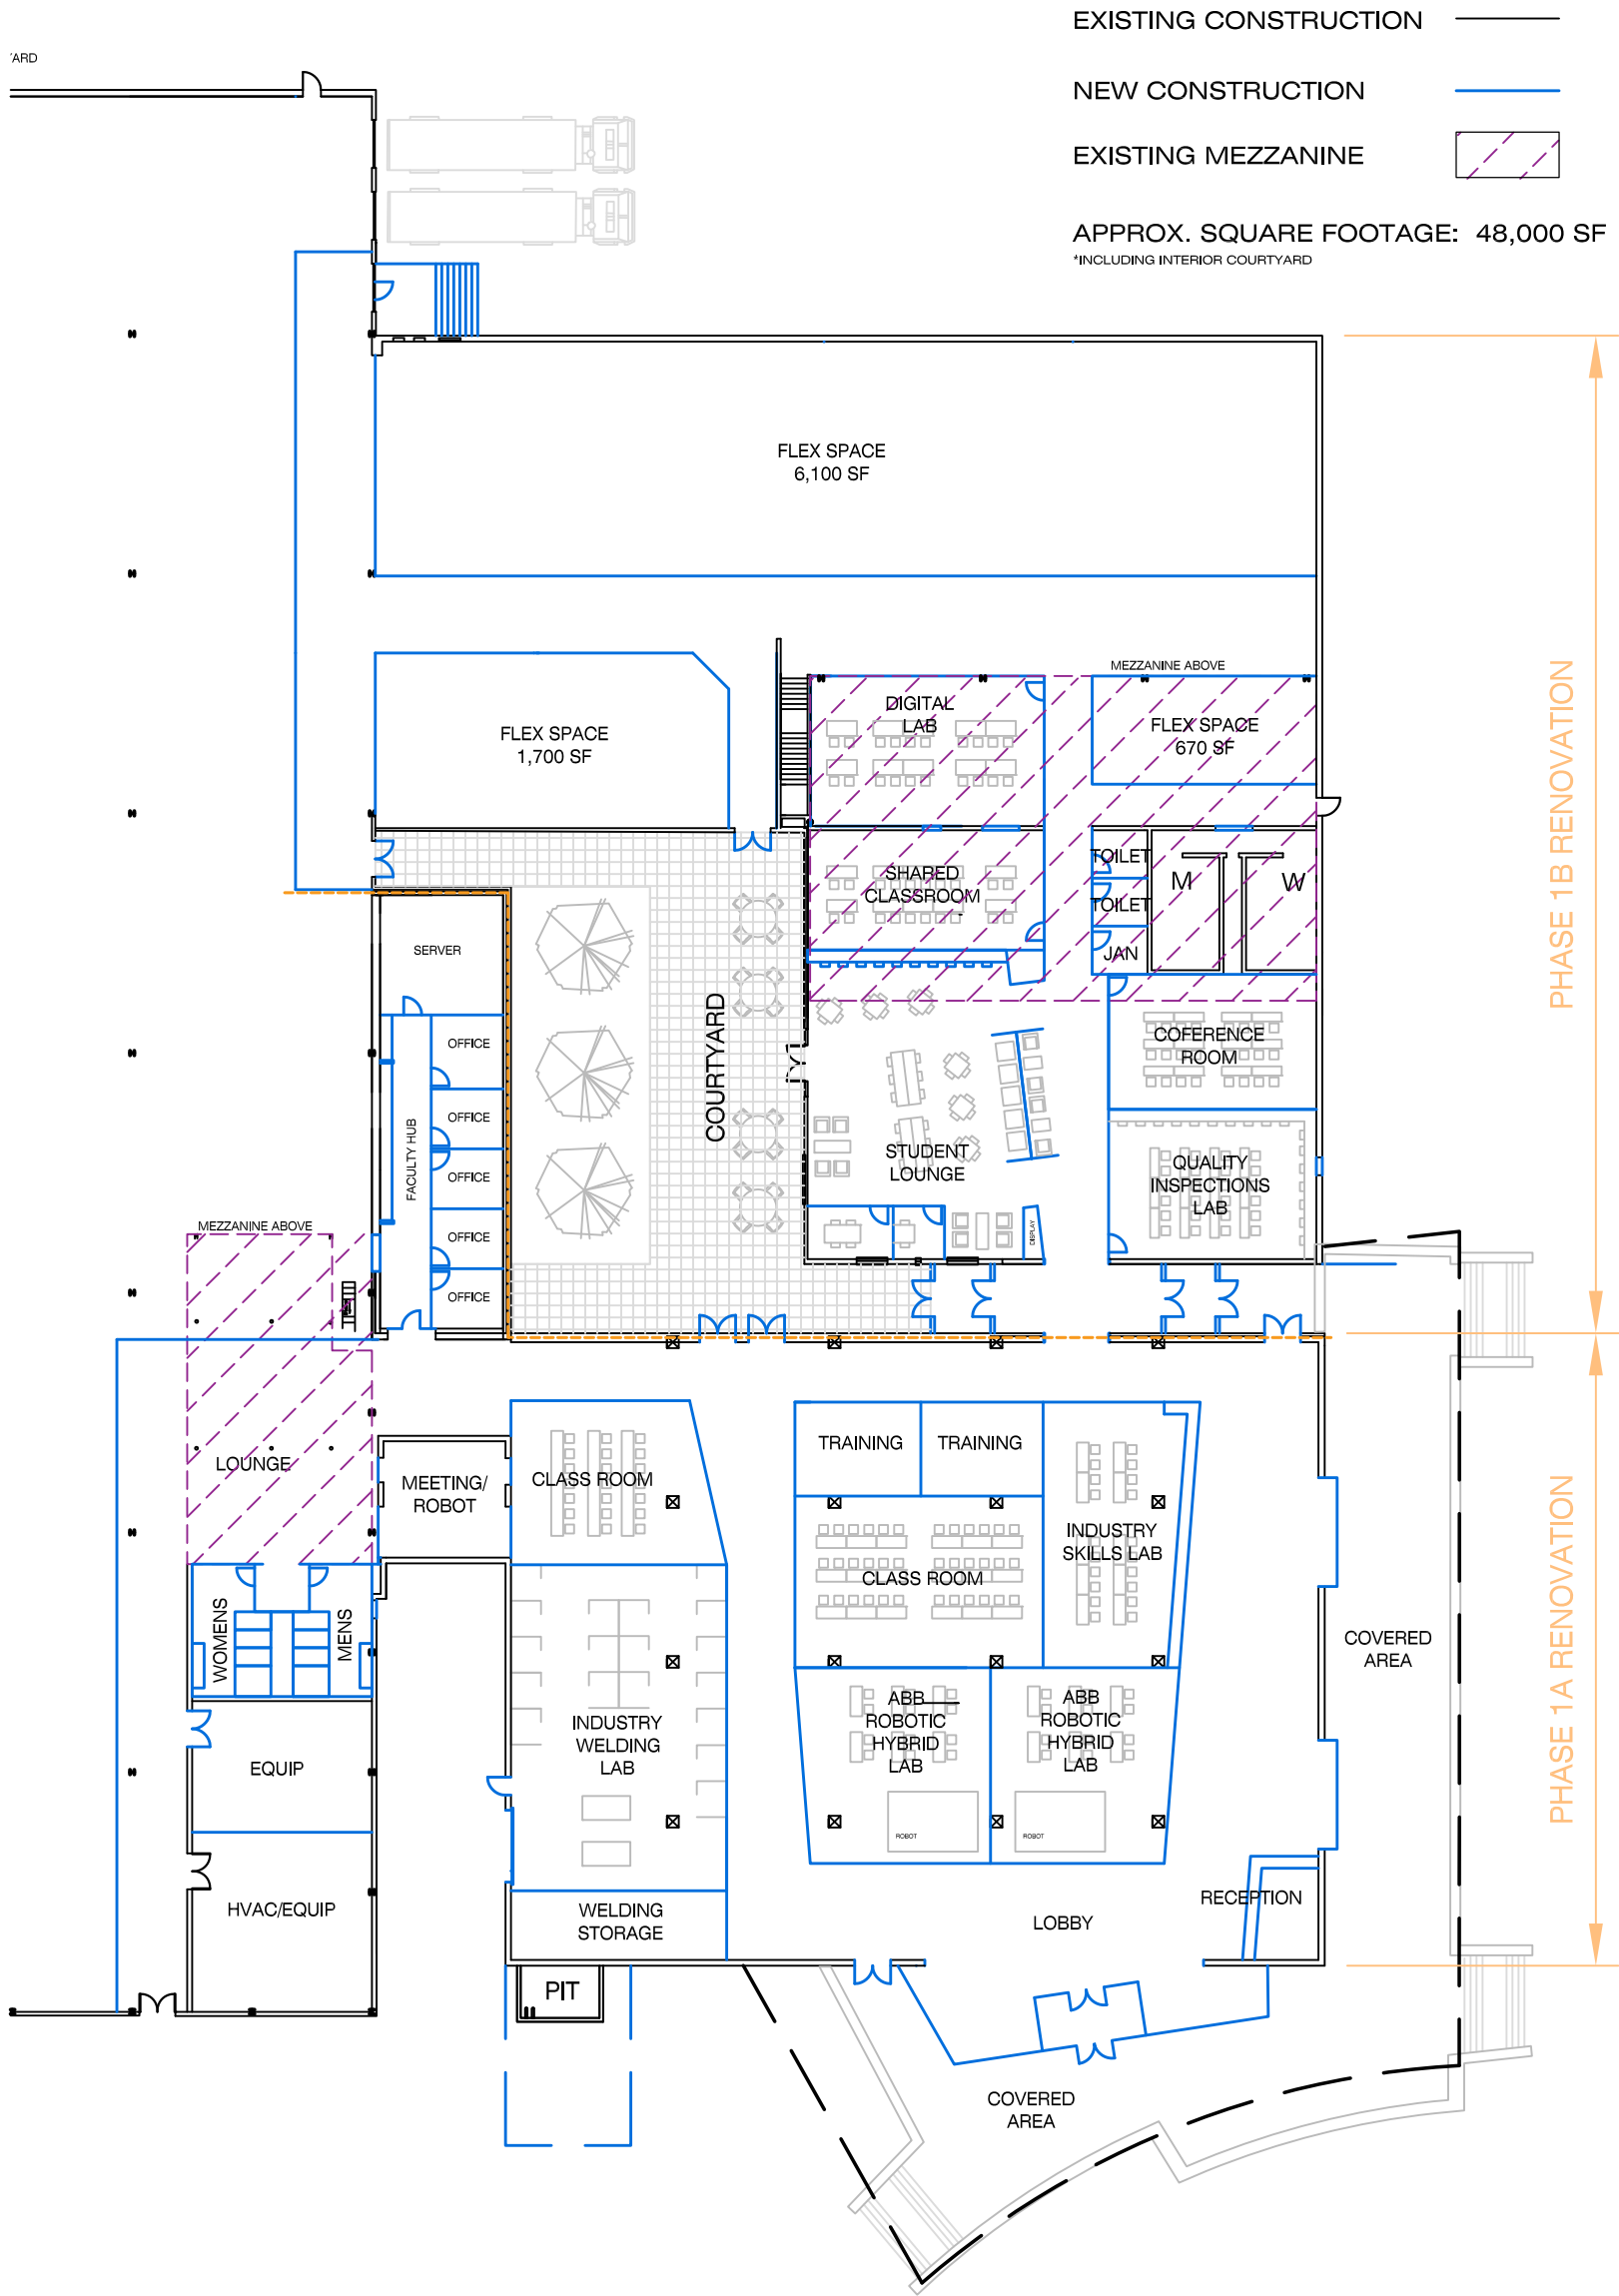 EXISTING CONSTRUCTION
'ARD
NEW CONSTRUCTION
EXISTING MEZZANINE
APPROX. SQUARE FOOTAGE: 48,000 SF
*INCLUDING INTERIOR COURTYARD
FLEX SPACE
6,100 SF
MEZZANINE ABOVE
DIGITAL
LAB
FLEX SPACE
670 SF
FLEX SPACE
1,700 SF
PHASE 1B RENOVATION
SHARED
CLASSROOM
TOILET
TOILET
JAN
M
W
SERVER
COURTYARD
OFFICE
OFFICE
OFFICE
OFFICE
OFFICE
FACULTY HUB
COFERENCE
ROOM
STUDENT
LOUNGE
QUALITY
INSPECTIONS
LAB
DISPLAY
MEZZANINE ABOVE
LOUNGE
MEETING/
ROBOT
CLASS ROOM
TRAINING
TRAINING
INDUSTRY
SKILLS LAB
CLASS ROOM
PHASE 1A RENOVATION
WOMENS
MENS
COVERED
AREA
INDUSTRY
WELDING
LAB
ABB
ROBOTIC
HYBRID
LAB
ABB
ROBOTIC
HYBRID
LAB
EQUIP
ROBOT
ROBOT
HVAC/EQUIP
WELDING
STORAGE
LOBBY
RECEPTION
PIT
COVERED
AREA